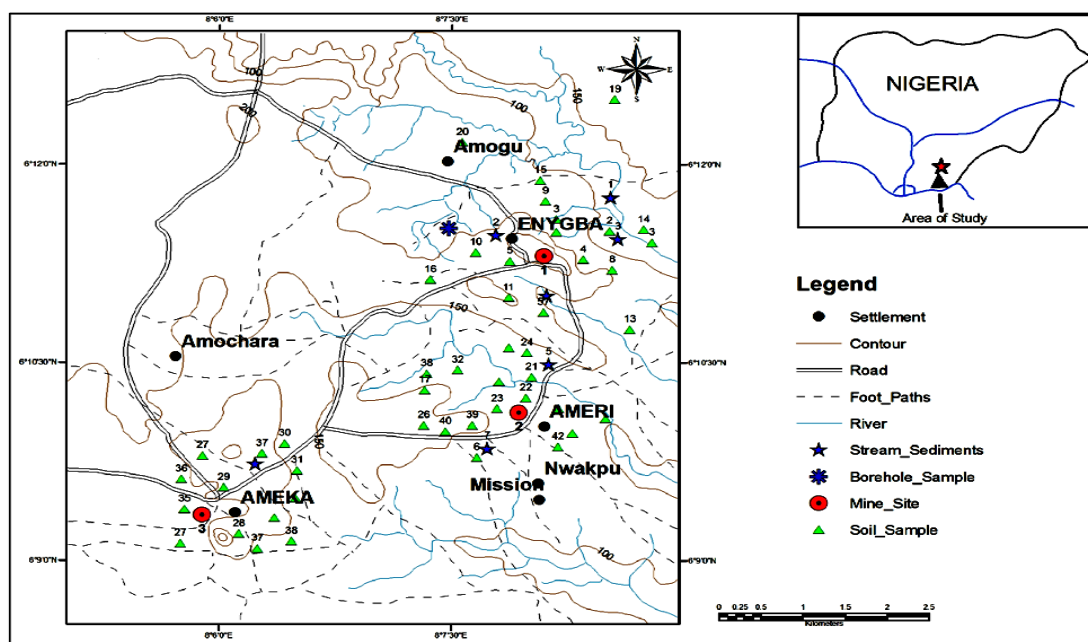 8°6'0"E
8°7'30"E
100
200
100
150
19
W E
N
S
20
Amogu
6°12'0"N
6°12'0"N
15
9
1
3
2
ENYGBA
2
3
14
3
10
5
1
4
8
16
11
57
150
13
Amochara
6°10'30"N
6°10'30"N
24
5
38
32
21
17
22
23
2
AMERI
26
40
39
7
42
6
150
30
27
37
36
31
29
Nwakpu
Mission
AMEKA
35
3
27
28
37
38
6°9'0"N
6°9'0"N
100
8°6'0"E
8°7'30"E
NIGERIA
Area of Study
Legend
Settlement
Contour
Road
Foot_Paths
River
Stream_Sediments
Borehole_Sample
Mine_Site
Soil_Sample
0 0.25 0.5 1 1.5 2 2.5
Kilometers